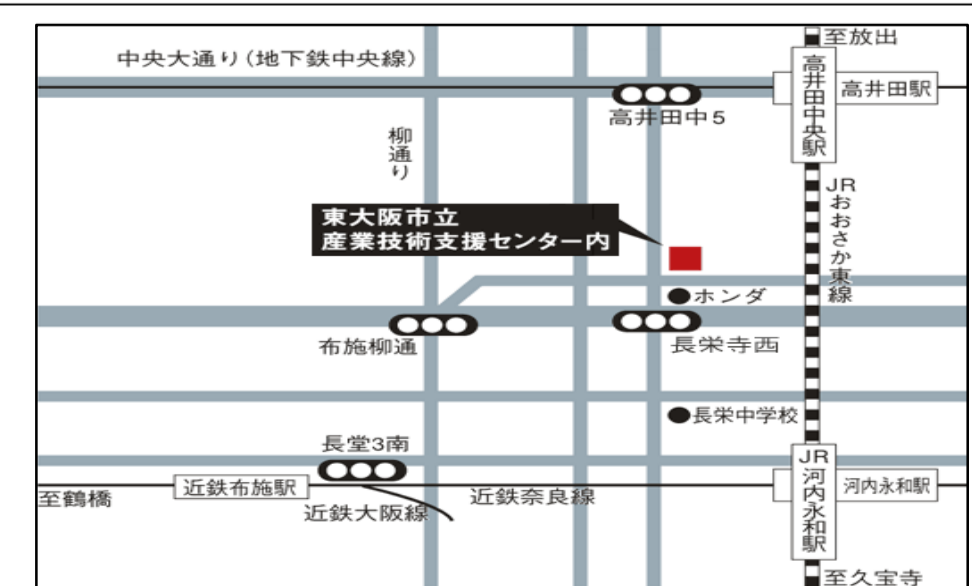 至放出
中央大通り（地下鉄中央線）
高井田中央駅
高井田駅
高井田中5
柳通り
JRおおさか東線
東大阪市立
産業技術支援センター内
ホンダ
布施柳通
長栄寺西
長栄中学校
長堂3南
JR河内永和駅
近鉄布施駅
河内永和駅
至鶴橋
近鉄奈良線
近鉄大阪線
至久宝寺